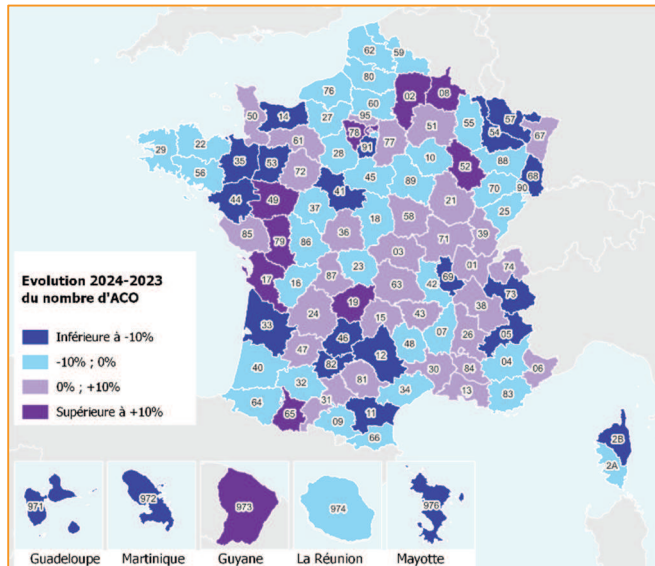 62 59
80
76 02 08
60
50 14 27 95 57
78 51 55 54 67
61 77
29 22 91
35 53 28 10 88
56 72 52 68
45 70 90
41 89
44 49 21 25
37 18 58
85 79 36 71 39
86 03
17 23 01 74
16 87 63 42 69
73
19 38
24 15 43
33 05
46 07 26
47 12 48
82 04
40 30 84 06
32 81 13
34 83
64 31
65 09 11
66
2B
2A
Evolution 2024-2023
du nombre d'ACO
Inférieure à -10%
-10% ; 0%
0% ; +10%
Supérieure à +10%
971 972 973 974 976
Guadeloupe Martinique Guyane La Réunion Mayotte